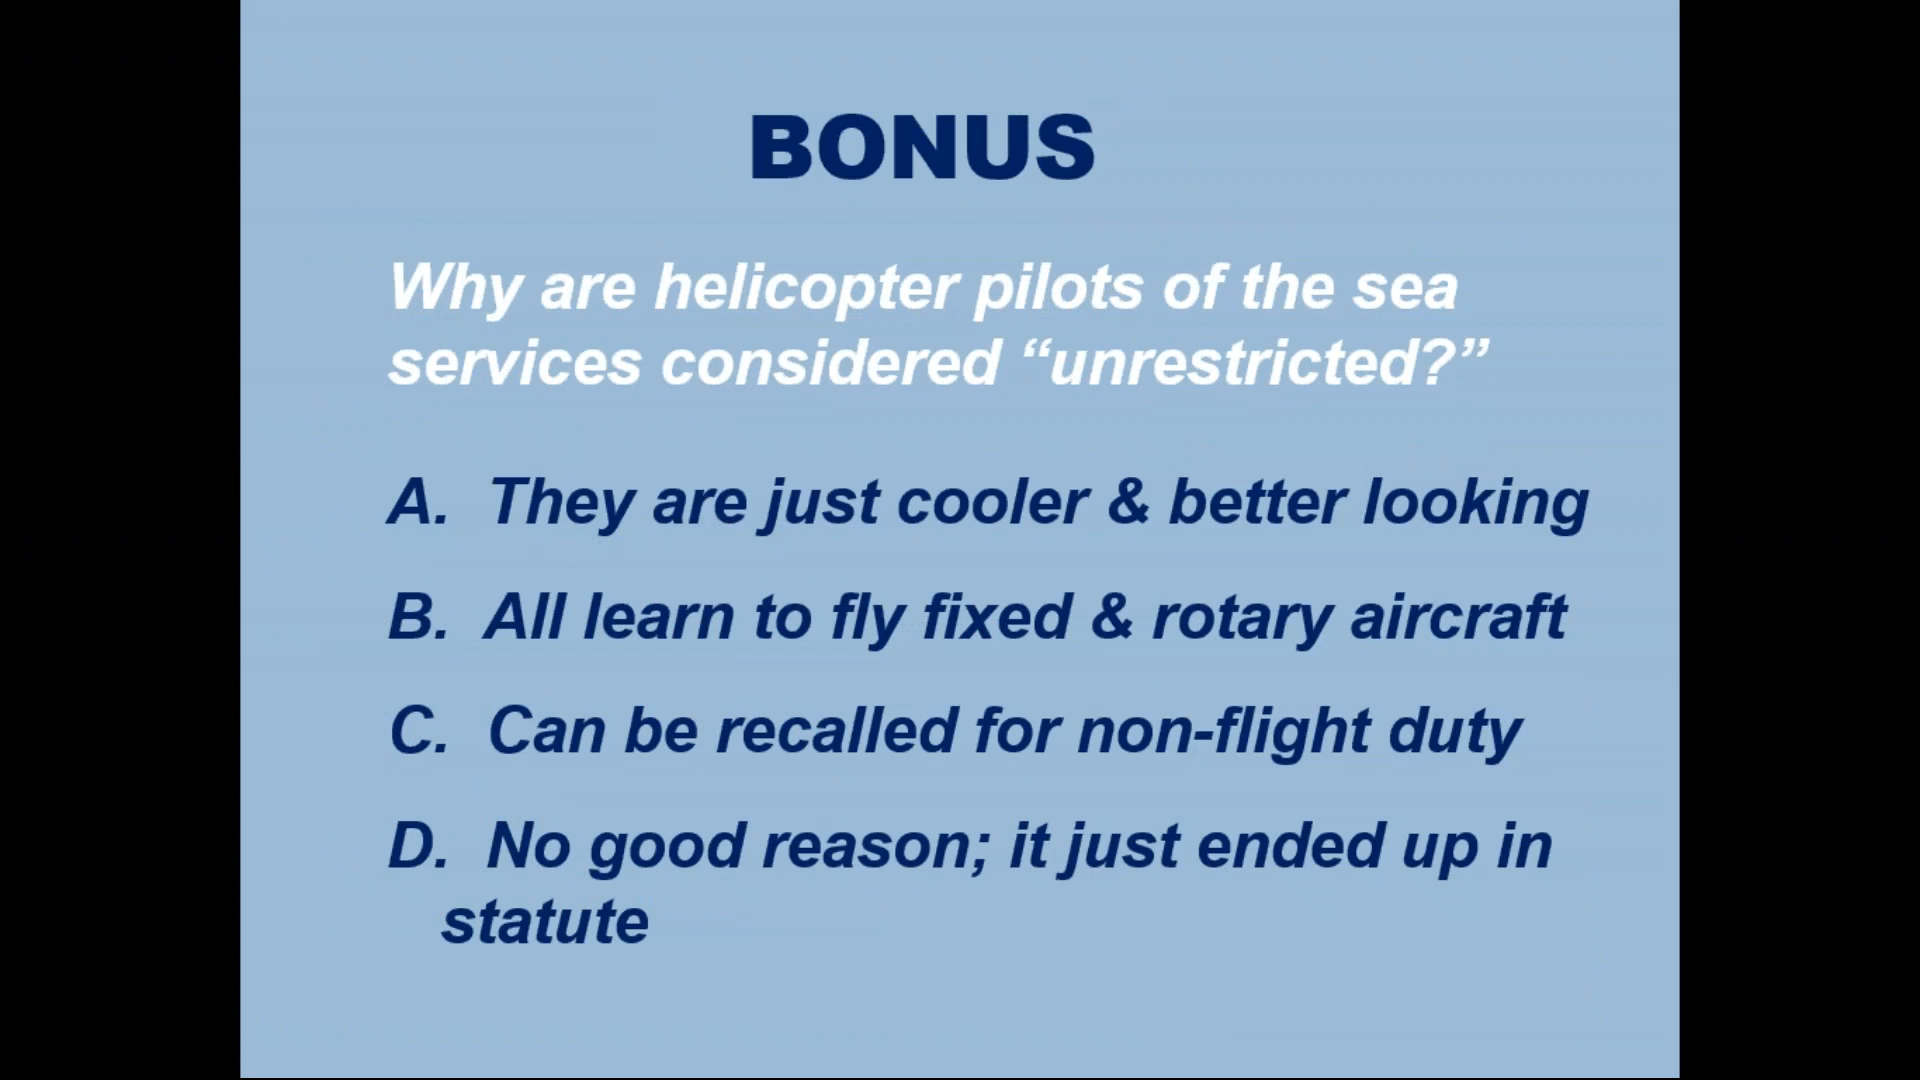 BONUS
Why are helicopter pilots of the sea
services considered “unrestricted?”
A. They are just cooler & better looking
B. All learn to fly fixed & rotary aircraft
C. Can be recalled for non-flight duty
D. No good reason; it just ended up in
statute